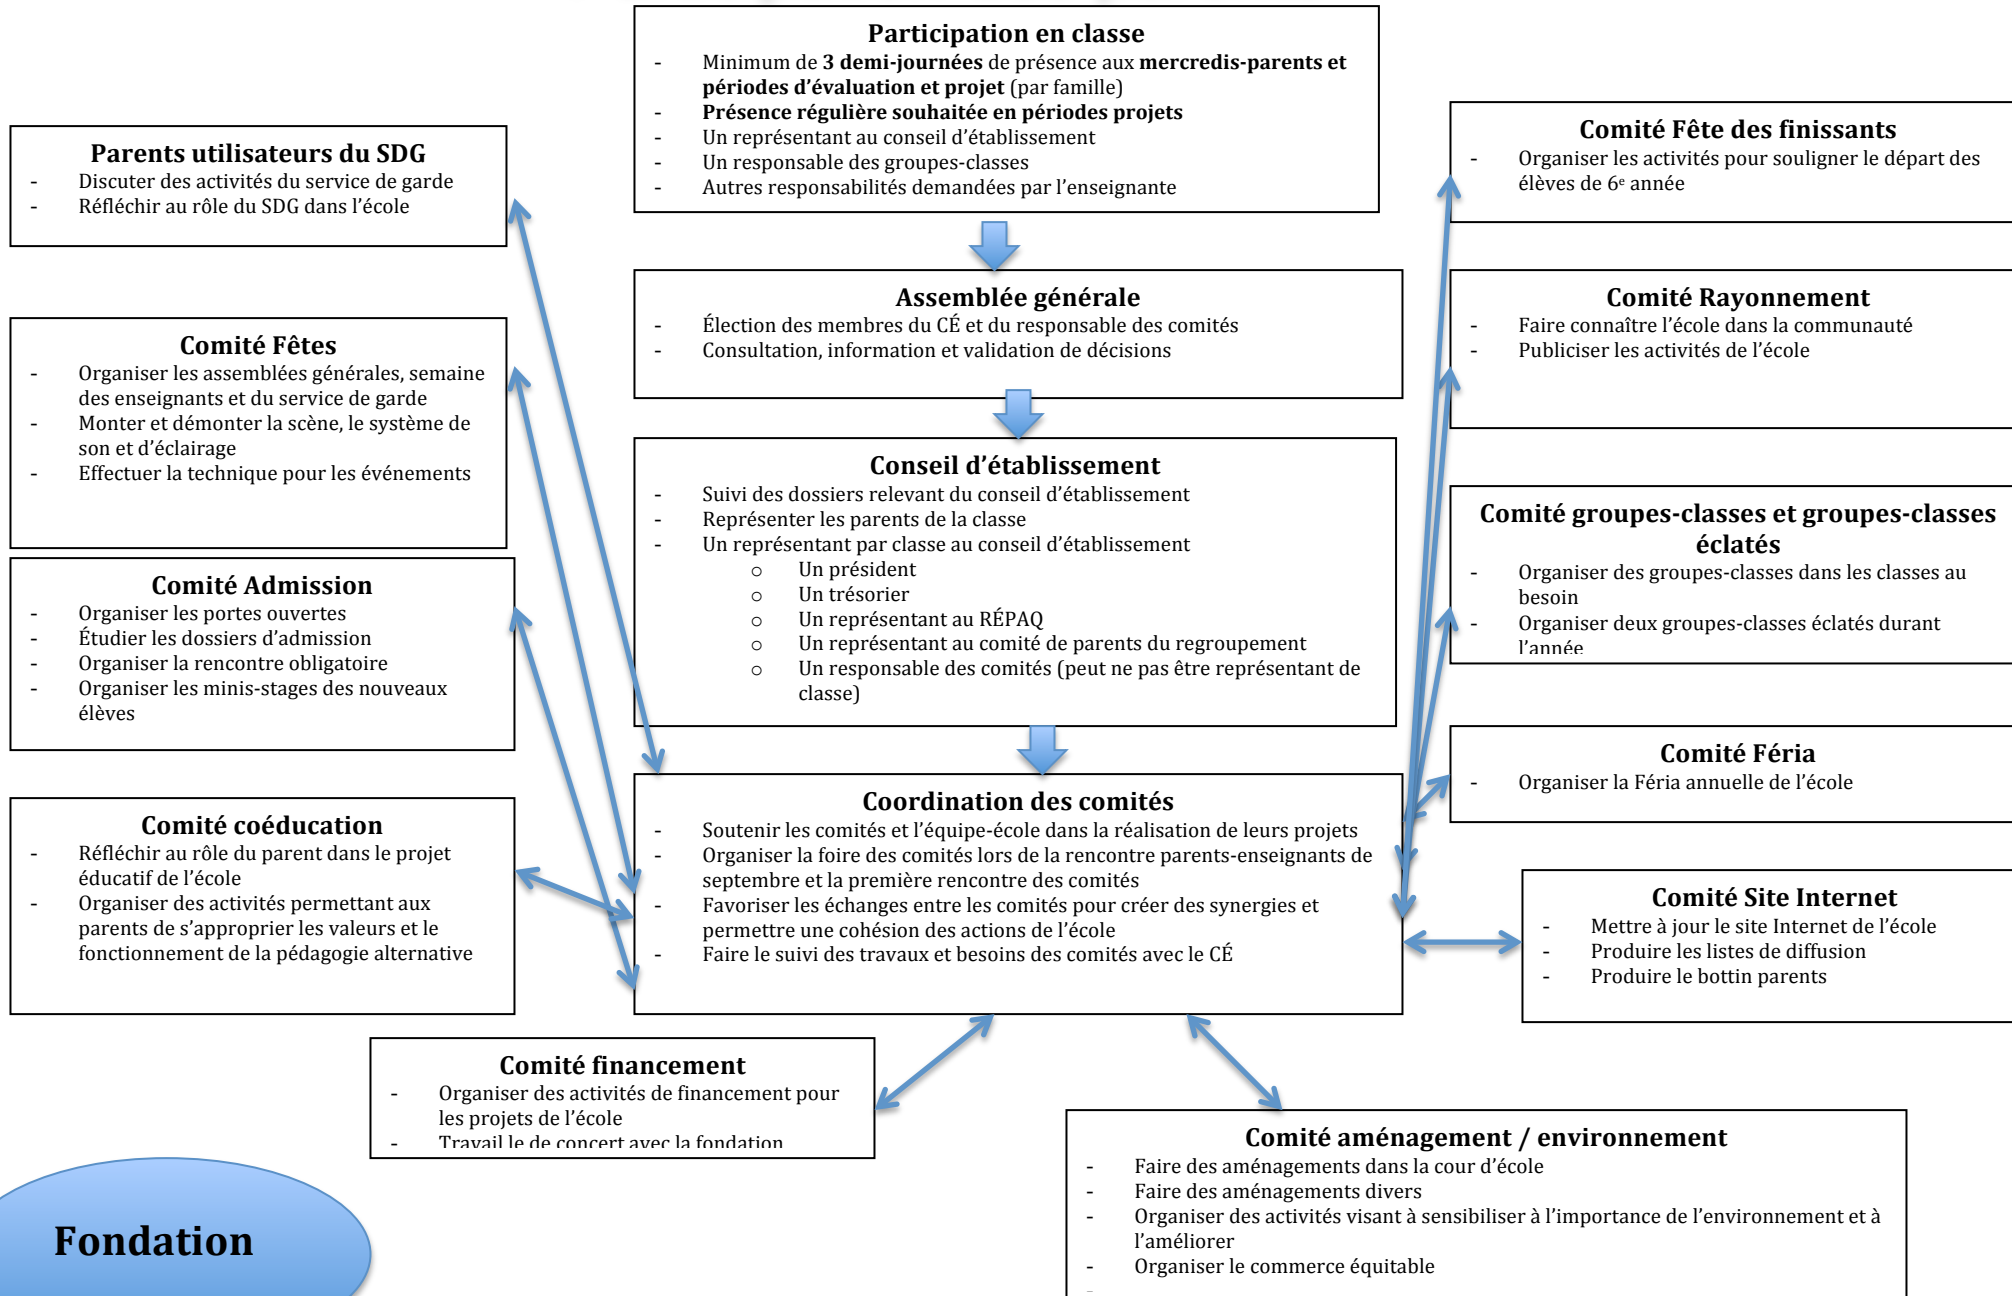 Participation en classe
- Minimum de 3 demi-journées de présence aux mercredis-parents et
périodes d’évaluation et projet (par famille)
- Présence régulière souhaitée en périodes projets
- Un représentant au conseil d’établissement
- Un responsable des groupes-classes
- Autres responsabilités demandées par l’enseignante
Parents utilisateurs du SDG
- Discuter des activités du service de garde
- Réfléchir au rôle du SDG dans l’école
Comité Fête des finissants
- Organiser les activités pour souligner le départ des
élèves de 6e année
Assemblée générale
- Élection des membres du CÉ et du responsable des comités
- Consultation, information et validation de décisions
Comité Rayonnement
- Faire connaître l’école dans la communauté
- Publiciser les activités de l’école
Comité Fêtes
- Organiser les assemblées générales, semaine
des enseignants et du service de garde
- Monter et démonter la scène, le système de
son et d’éclairage
- Effectuer la technique pour les événements
Conseil d’établissement
- Suivi des dossiers relevant du conseil d’établissement
- Représenter les parents de la classe
- Un représentant par classe au conseil d’établissement
o Un président
o Un trésorier
o Un représentant au RÉPAQ
o Un représentant au comité de parents du regroupement
o Un responsable des comités (peut ne pas être représentant de
classe)
Comité groupes-classes et groupes-classes
éclatés
- Organiser des groupes-classes dans les classes au
besoin
- Organiser deux groupes-classes éclatés durant
l’année
Comité Admission
- Organiser les portes ouvertes
- Étudier les dossiers d’admission
- Organiser la rencontre obligatoire
- Organiser les minis-stages des nouveaux
élèves
Comité Féria
- Organiser la Féria annuelle de l’école
Coordination des comités
- Soutenir les comités et l’équipe-école dans la réalisation de leurs projets
- Organiser la foire des comités lors de la rencontre parents-enseignants de
septembre et la première rencontre des comités
- Favoriser les échanges entre les comités pour créer des synergies et
permettre une cohésion des actions de l’école
- Faire le suivi des travaux et besoins des comités avec le CÉ
Comité coéducation
- Réfléchir au rôle du parent dans le projet
éducatif de l’école
- Organiser des activités permettant aux
parents de s’approprier les valeurs et le
fonctionnement de la pédagogie alternative
Comité Site Internet
- Mettre à jour le site Internet de l’école
- Produire les listes de diffusion
- Produire le bottin parents
Comité financement
- Organiser des activités de financement pour
les projets de l’école
- Travail le de concert avec la fondation
Comité aménagement / environnement
- Faire des aménagements dans la cour d’école
- Faire des aménagements divers
- Organiser des activités visant à sensibiliser à l’importance de l’environnement et à
l’améliorer
- Organiser le commerce équitable
-
Fondation